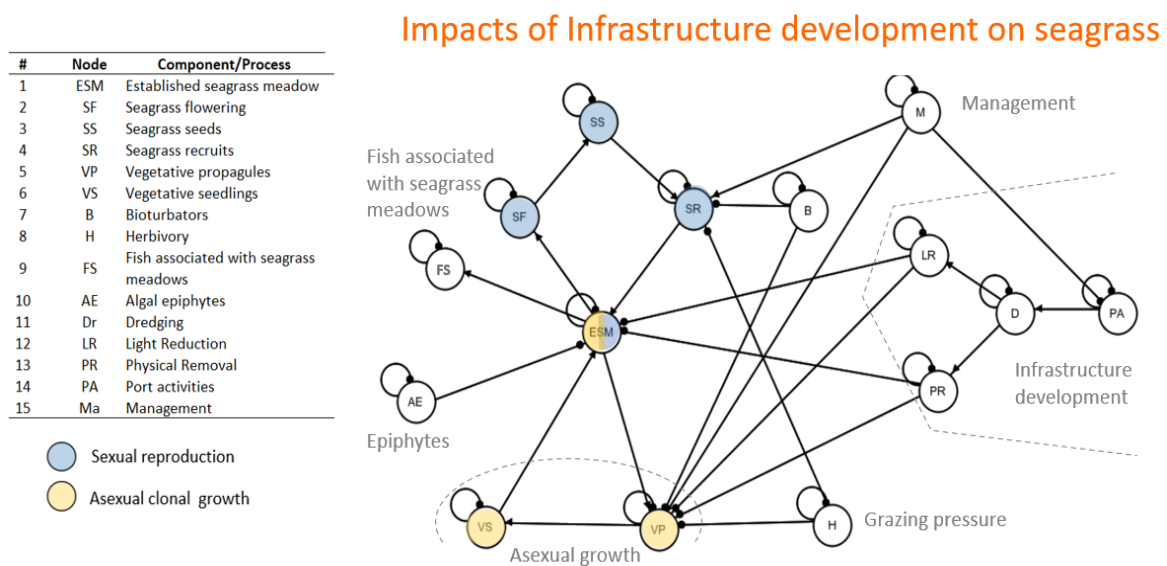 Impacts of Infrastructure development on seagrass
# Node Component/Process
1 ESM Established seagrass meadow
2 SF Seagrass flowering
3 SS Seagrass seeds
4 SR Seagrass recruits
5 VP Vegetative propagules
6 VS Vegetative seedlings
7 B Bioturbators
8 H Herbivory
9 FS Fish associated with seagrass
meadows
10 AE Algal epiphytes
11 Dr Dredging
12 LR Light Reduction
13 PR Physical Removal
14 PA Port activities
15 Ma Management
Sexual reproduction
Asexual clonal growth
M
Management
SS
Fish associated
with seagrass
meadows
SF
SR
B
FS
LR
ESM
D
PA
Infrastructure
development
PR
AE
Epiphytes
VS
VP
H
Grazing pressure
Asexual growth